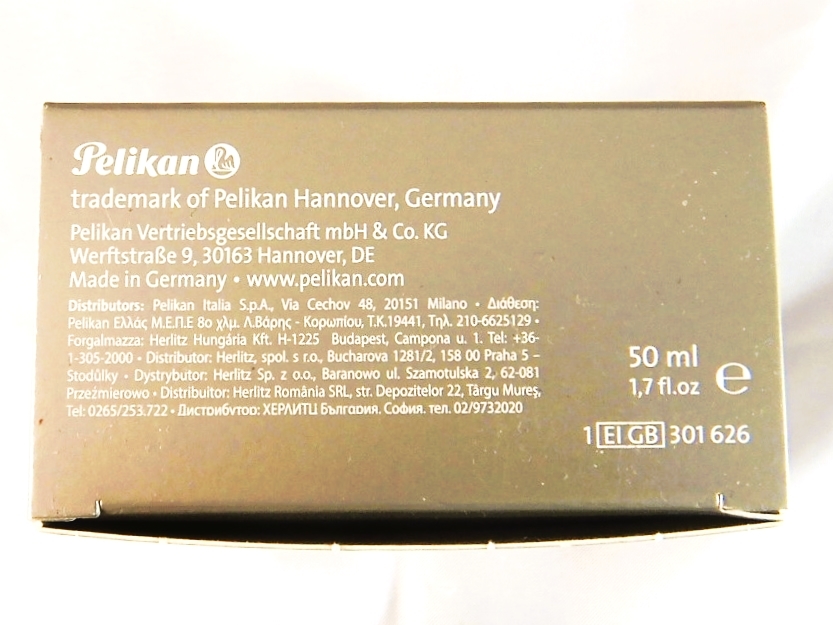 Pelikan
trademark of Pelikan Hannover, Germany
Pelikan Vertriebsgesellschaft mbH & Co. KG
Werftstraße 9, 30163 Hannover, DE
Made in Germany • www.pelikan.com
Distributors: Pelikan Italia S.p.A., Via Cechov 48, 20151 Milano • Διάθεση:
Pelikan Ελλάς Μ.Ε.Π.Ε 8ο χλμ. Λ.Βάρης - Κορωπίου, Τ.Κ.19441, Τηλ. 210-6625129 •
Forgalmazza: Herlitz Hungária Kft. H-1225 Budapest, Campona u. 1. Tel: +36-
1-305-2000 • Distributor: Herlitz, spol. s r.o., Bucharova 1281/2, 158 00 Praha 5 –
Stodůlky • Dystrybutor: Herlitz Sp. z o.o., Baranowo ul. Szamotulska 2, 62-081
Przeźmierowo • Distribuitor: Herlitz România SRL, str. Depozitelor 22, Târgu Mureş,
Tel: 0265/253.722 • Дистрибутор: ХЕРЛИТЦ България, София, тел. 02/9732020
50 ml
1,7 fl.oz ℮
1 EI GB 301 626